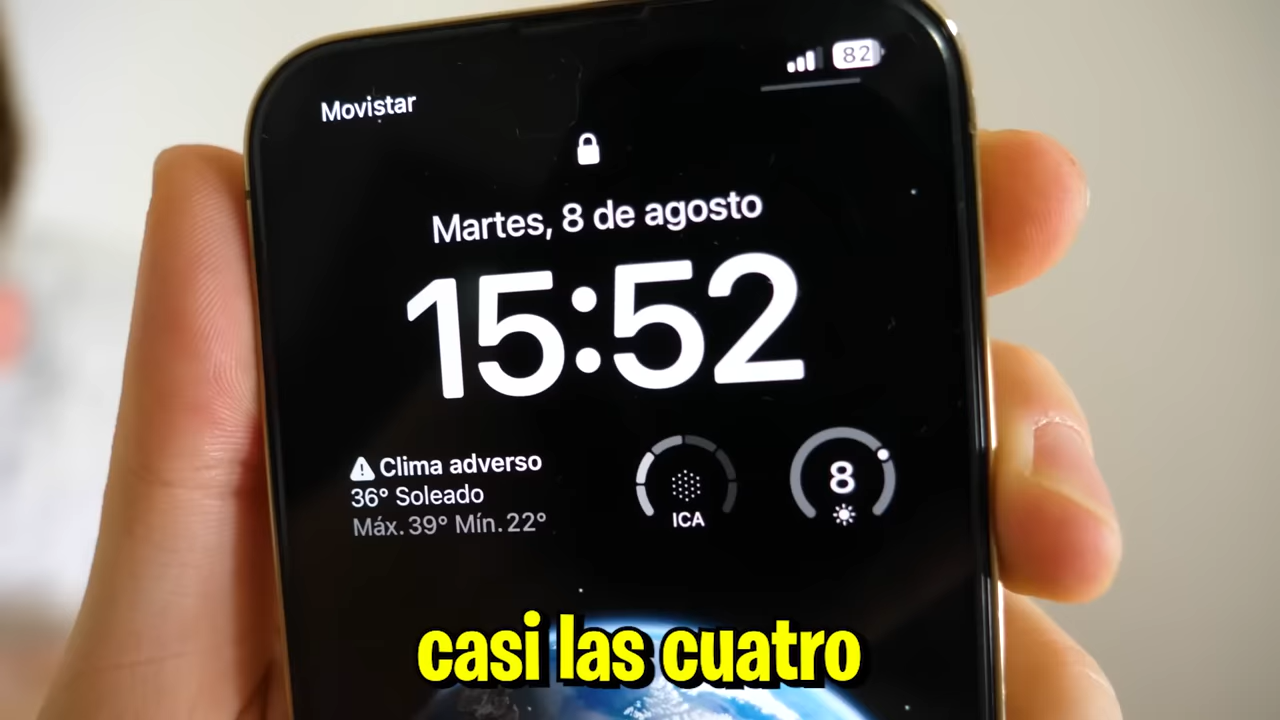 82
Movistar
Martes, 8 de agosto
15:52
Clima adverso
36° Soleado
Máx. 39° Mín. 22°
ICA
8
casi las cuatro